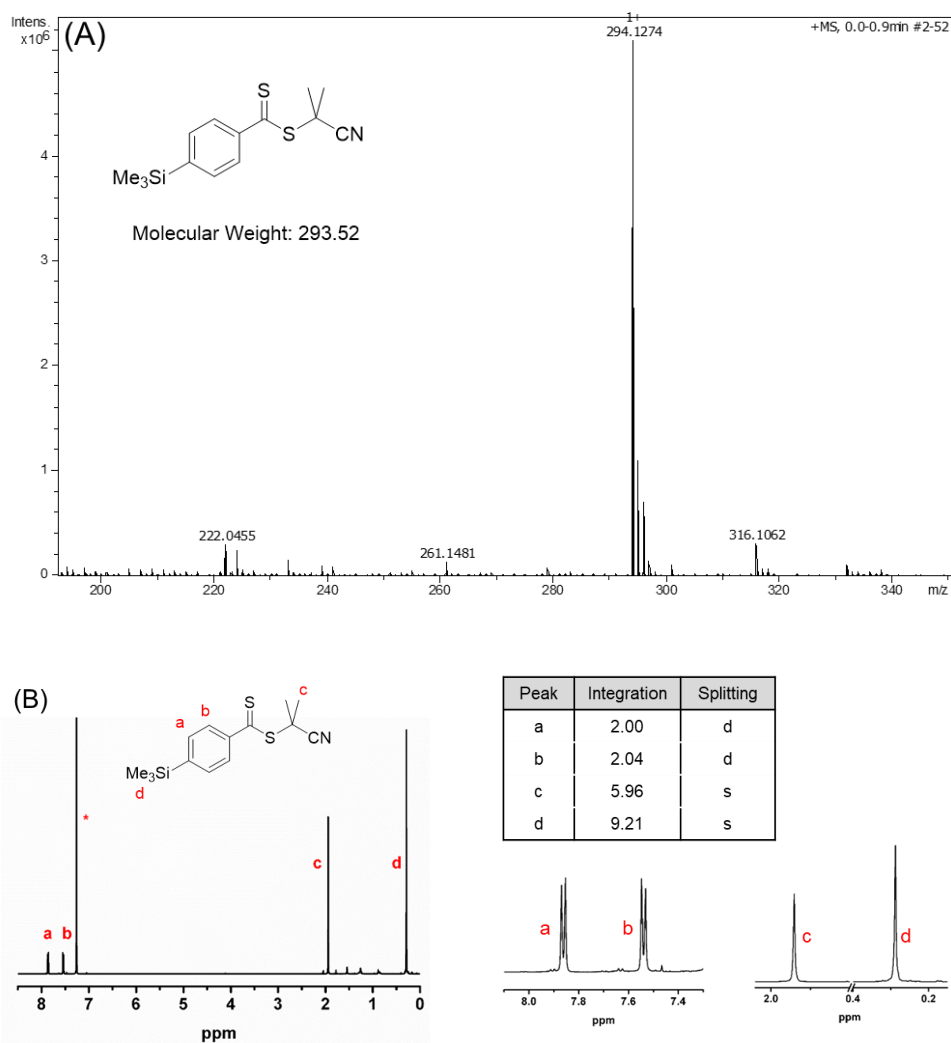 Intens.
x10⁶
(A)
1+
294.1274
+MS, 0.0-0.9min #2-52
S
S
CN
Me₃Si
Molecular Weight: 293.52
4
3
2
1
0
222.0455
261.1481
316.1062
200
220
240
260
280
300
320
340
m/z
(B)
S
c
a
b
S
CN
Me₃Si
d
*
c
d
a
b
8
7
6
5
4
3
2
1
0
ppm
Peak Integration Splitting
a 2.00 d
b 2.04 d
c 5.96 s
d 9.21 s
a
b
8.0
7.8
7.6
7.4
ppm
c
d
2.0
0.4
0.2
ppm